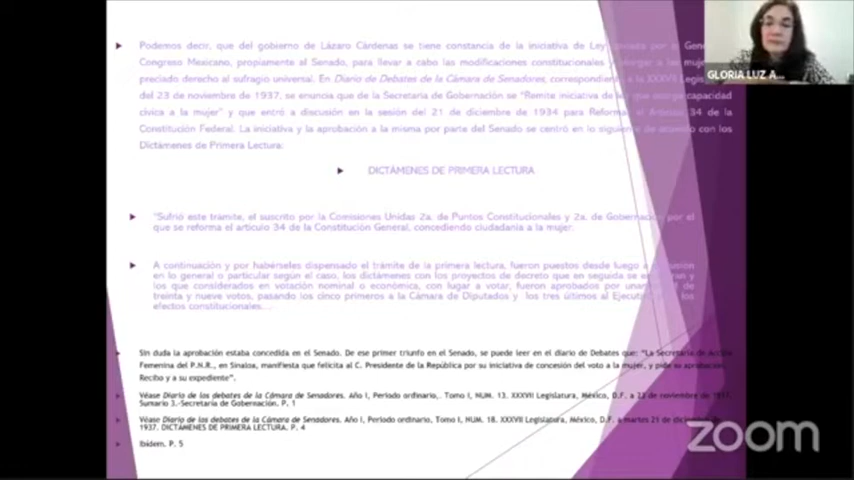 Podemos decir, que del gobierno de Lázaro Cárdenas se tiene constancia de la iniciativa de Ley
Congreso Mexicano, propiamente al Senado, para llevar a cabo las modificaciones constitucionales
preciado derecho al sufragio universal. En Diario de Debates de la Cámara de Senadores, correspondiente a la XXXVII
del 23 de noviembre de 1937, se enuncia que de la Secretaría de Gobernación se "Remite iniciativa de capacidad
cívica a la mujer" y que entró a discusión en la sesión del 21 de diciembre de 1934 para Reformar el Artículo 34 de la
Constitución Federal. La iniciativa y la aprobación a la misma por parte del Senado se centró en lo siguiente de acuerdo con los
Dictámenes de Primera Lectura:
DICTÁMENES DE PRIMERA LECTURA
"Sufrió este trámite, el suscrito por la Comisiones Unidas 2a. de Puntos Constitucionales y 2a. de Gobernación por el
que se reforma el artículo 34 de la Constitución General, concediendo ciudadanía a la mujer.
A continuación y por habérseles dispensado el trámite de la primera lectura, fueron puestos desde luego a
en lo general o particular según el caso, los dictámenes con los proyectos de decreto que en seguida se y
los que considerados en votación nominal o económica, con lugar a votar, fueron aprobados por de
treinta y nueve votos, pasando los cinco primeros a la Cámara de Diputados y los tres últimos al los
efectos constitucionales....
Sin duda la aprobación estaba concedida en el Senado. De ese primer triunfo en el Senado, se puede leer en el diario de Debates que: "La Secretaría de Acción
Femenina del P.N.R., en Sinaloa, manifiesta que felicita al C. Presidente de la República por su iniciativa de concesión del voto a la mujer, y pide su aprobación.
Recibo y a su expediente".
Véase Diario de los debates de la Cámara de Senadores. Año I, Periodo ordinario,. Tomo I, NUM. 13. XXXVII Legislatura, México, D.F. a 23 de noviembre de 1937.
Sumario 3.-Secretaría de Gobernación. P. 1
Véase Diario de los debates de la Cámara de Senadores. Año I, Periodo ordinario, Tomo I, NUM. 18. XXXVII Legislatura, México, D.F. a martes 21 de diciembre de
1937. DICTÁMENES DE PRIMERA LECTURA. P. 4
Ibídem. P. 5
GLORIA LUZ A...
zoom